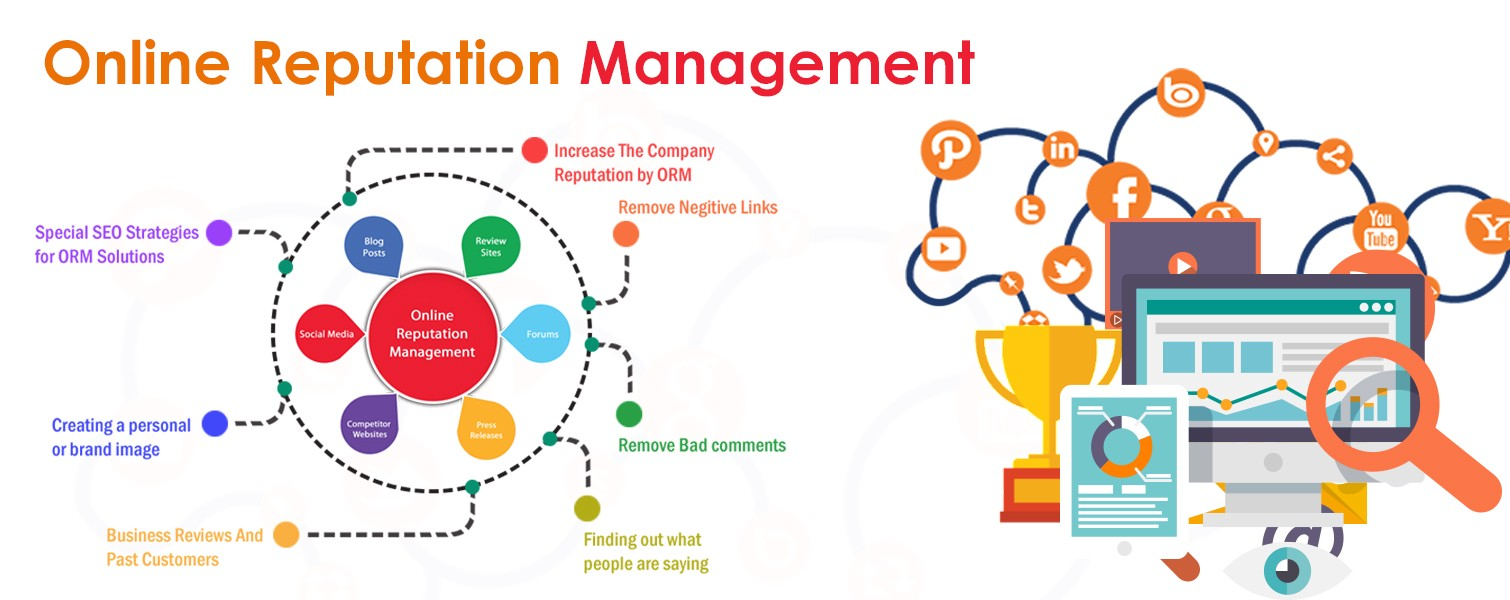 Online Reputation Management
Increase The Company
Reputation by ORM
Remove Negitive Links
Special SEO Strategies
for ORM Solutions
Blog
Posts
Review
Sites
Social Media
Online
Reputation
Management
Forums
Competitor
Websites
Press
Releases
Creating a personal
or brand image
Remove Bad comments
Business Reviews And
Past Customers
Finding out what
people are saying
in
f
t
You
Tube
Y
@